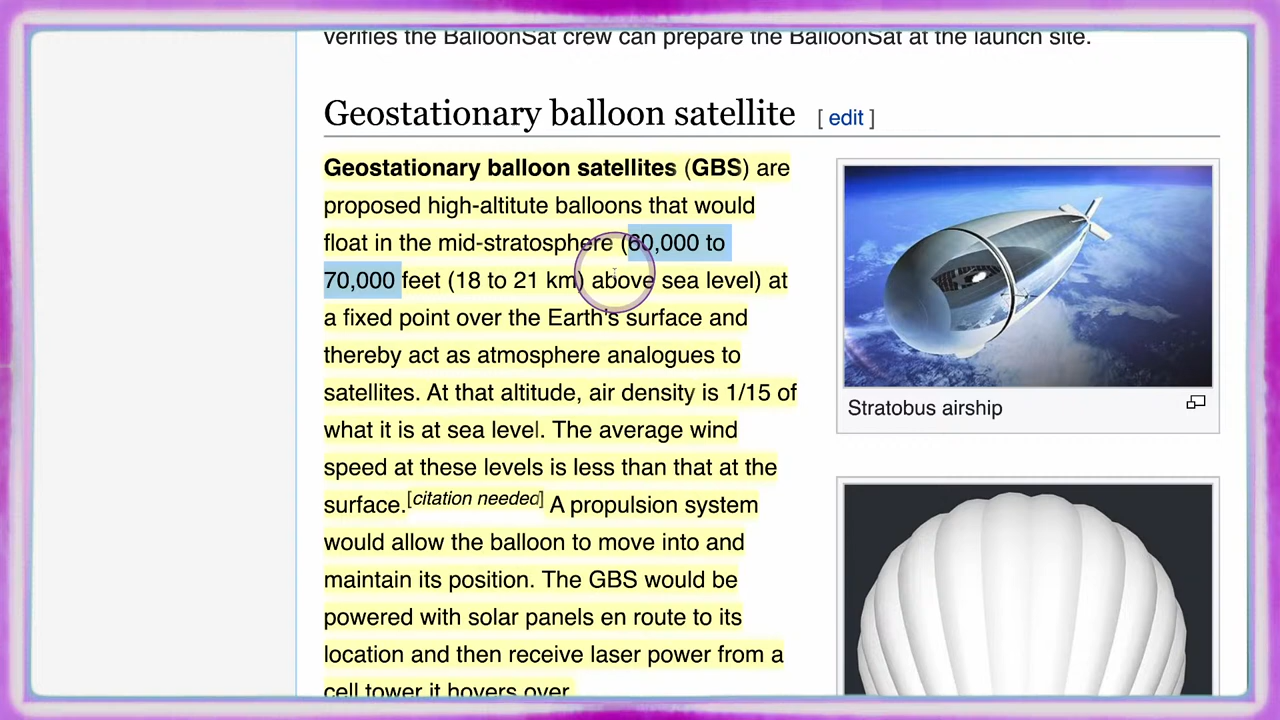 verifies the BalloonSat crew can prepare the BalloonSat at the launch site.
Geostationary balloon satellite [ edit ]
Geostationary balloon satellites (GBS) are
proposed high-altitute balloons that would
float in the mid-stratosphere (60,000 to
70,000 feet (18 to 21 km) above sea level) at
a fixed point over the Earth's surface and
thereby act as atmosphere analogues to
satellites. At that altitude, air density is 1/15 of
what it is at sea level. The average wind
speed at these levels is less than that at the
surface.[citation needed] A propulsion system
would allow the balloon to move into and
maintain its position. The GBS would be
powered with solar panels en route to its
location and then receive laser power from a
cell tower it hovers over.
Stratobus airship